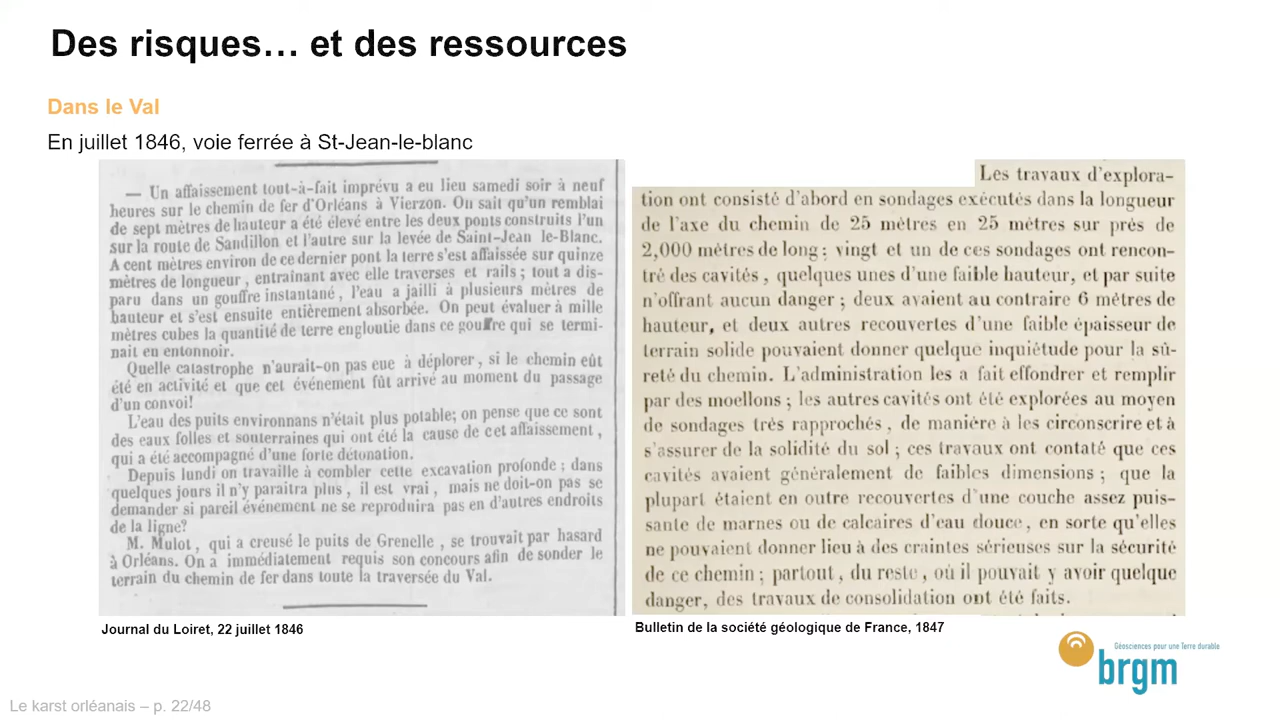 Des risques… et des ressources
Dans le Val
En juillet 1846, voie ferrée à St-Jean-le-blanc
— Un affaissement tout-à-fait imprévu a eu lieu samedi soir à neuf
heures sur le chemin de fer d'Orléans à Vierzon. On sait qu'un remblai
de sept mètres de hauteur a été élevé entre les deux ponts construits l'un
sur la route de Sandillon et l'autre sur la levée de Saint-Jean le-Blanc.
A cent mètres environ de ce dernier pont la terre s'est affaissée sur quinze
mètres de longueur, entraînant avec elle traverses et rails; tout a dis-
paru dans un gouffre instantané, l'eau a jailli à plusieurs mètres de
hauteur et s'est ensuite entièrement absorbée. On peut évaluer à mille
mètres cubes la quantité de terre engloutie dans ce gouffre qui se termi-
nait en entonnoir.
Quelle catastrophe n'aurait-on pas eue à déplorer, si le chemin eût
été en activité et que cet événement fût arrivé au moment du passage
d'un convoi!
L'eau des puits environnans n'était plus potable; on pense que ce sont
des eaux folles et souterraines qui ont été la cause de cet affaissement,
qui a été accompagné d'une forte détonation.
Depuis lundi on travaille à combler cette excavation profonde; dans
quelques jours il n'y paraîtra plus, il est vrai, mais ne doit-on pas se
demander si pareil événement ne se reproduira pas en d'autres endroits
de la ligne?
M. Mulot, qui a creusé le puits de Grenelle, se trouvait par hasard
à Orléans. On a immédiatement requis son concours afin de sonder le
terrain du chemin de fer dans toute la traversée du Val.
Journal du Loiret, 22 juillet 1846
Les travaux d'explora-
tion ont consisté d'abord en sondages exécutés dans la longueur
de l'axe du chemin de 25 mètres en 25 mètres sur près de
2,000 mètres de long; vingt et un de ces sondages ont rencon-
tré des cavités, quelques unes d'une faible hauteur, et par suite
n'offrant aucun danger; deux avaient au contraire 6 mètres de
hauteur, et deux autres recouvertes d'une faible épaisseur de
terrain solide pouvaient donner quelque inquiétude pour la sû-
reté du chemin. L'administration les a fait effondrer et remplir
par des moellons; les autres cavités ont été explorées au moyen
de sondages très rapprochés, de manière à les circonscrire et à
s'assurer de la solidité du sol; ces travaux ont contaté que ces
cavités avaient généralement de faibles dimensions; que la
plupart étaient en outre recouvertes d'une couche assez puis-
sante de marnes ou de calcaires d'eau douce, en sorte qu'elles
ne pouvaient donner lieu à des craintes sérieuses sur la sécurité
de ce chemin; partout, du reste, où il pouvait y avoir quelque
danger, des travaux de consolidation ont été faits.
Bulletin de la société géologique de France, 1847
Géosciences pour une Terre durable
brgm
Le karst orléanais – p. 22/48